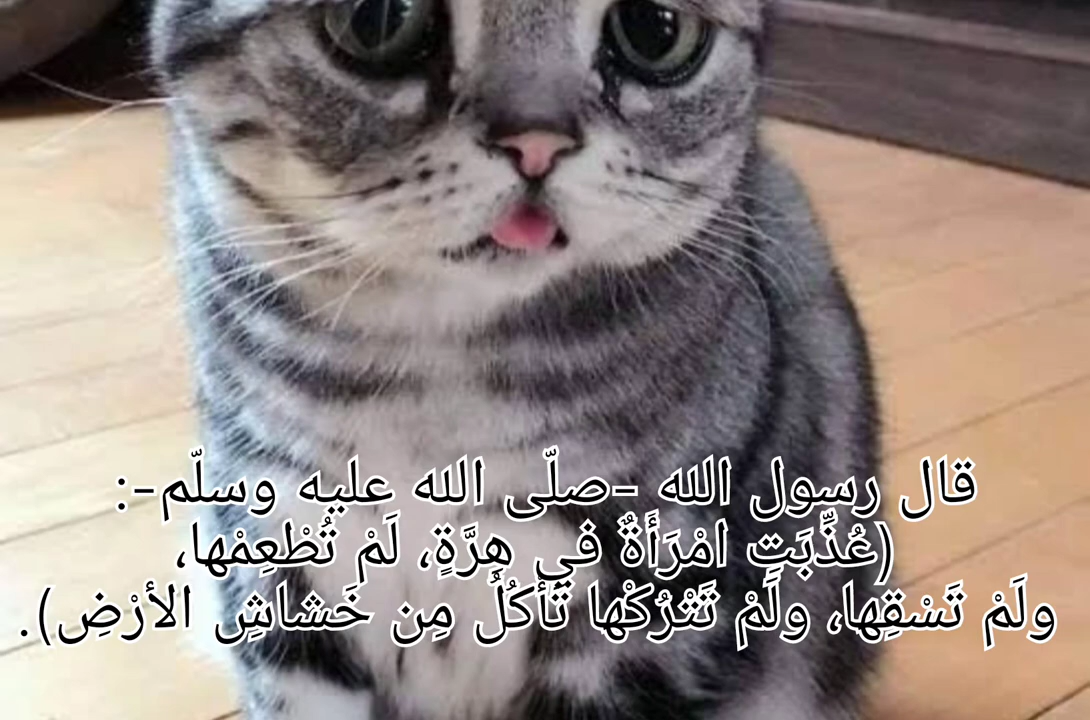 قال رسول الله -صلّى الله عليه وسلّم-:
(عُذِّبَتِ امْرَأَةٌ في هِرَّةٍ، لَمْ تُطْعِمْها،
ولَمْ تَسْقِها، ولَمْ تَتْرُكْها تَأْكُلُ مِن خَشاشِ الأرْضِ).